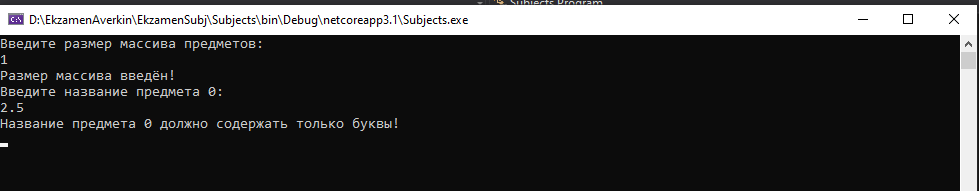 Subjects Program
D:\EkzamenAverkin\EkzamenSubj\Subjects\bin\Debug\netcoreapp3.1\Subjects.exe
Введите размер массива предметов:
1
Размер массива введён!
Введите название предмета 0:
2.5
Название предмета 0 должно содержать только буквы!